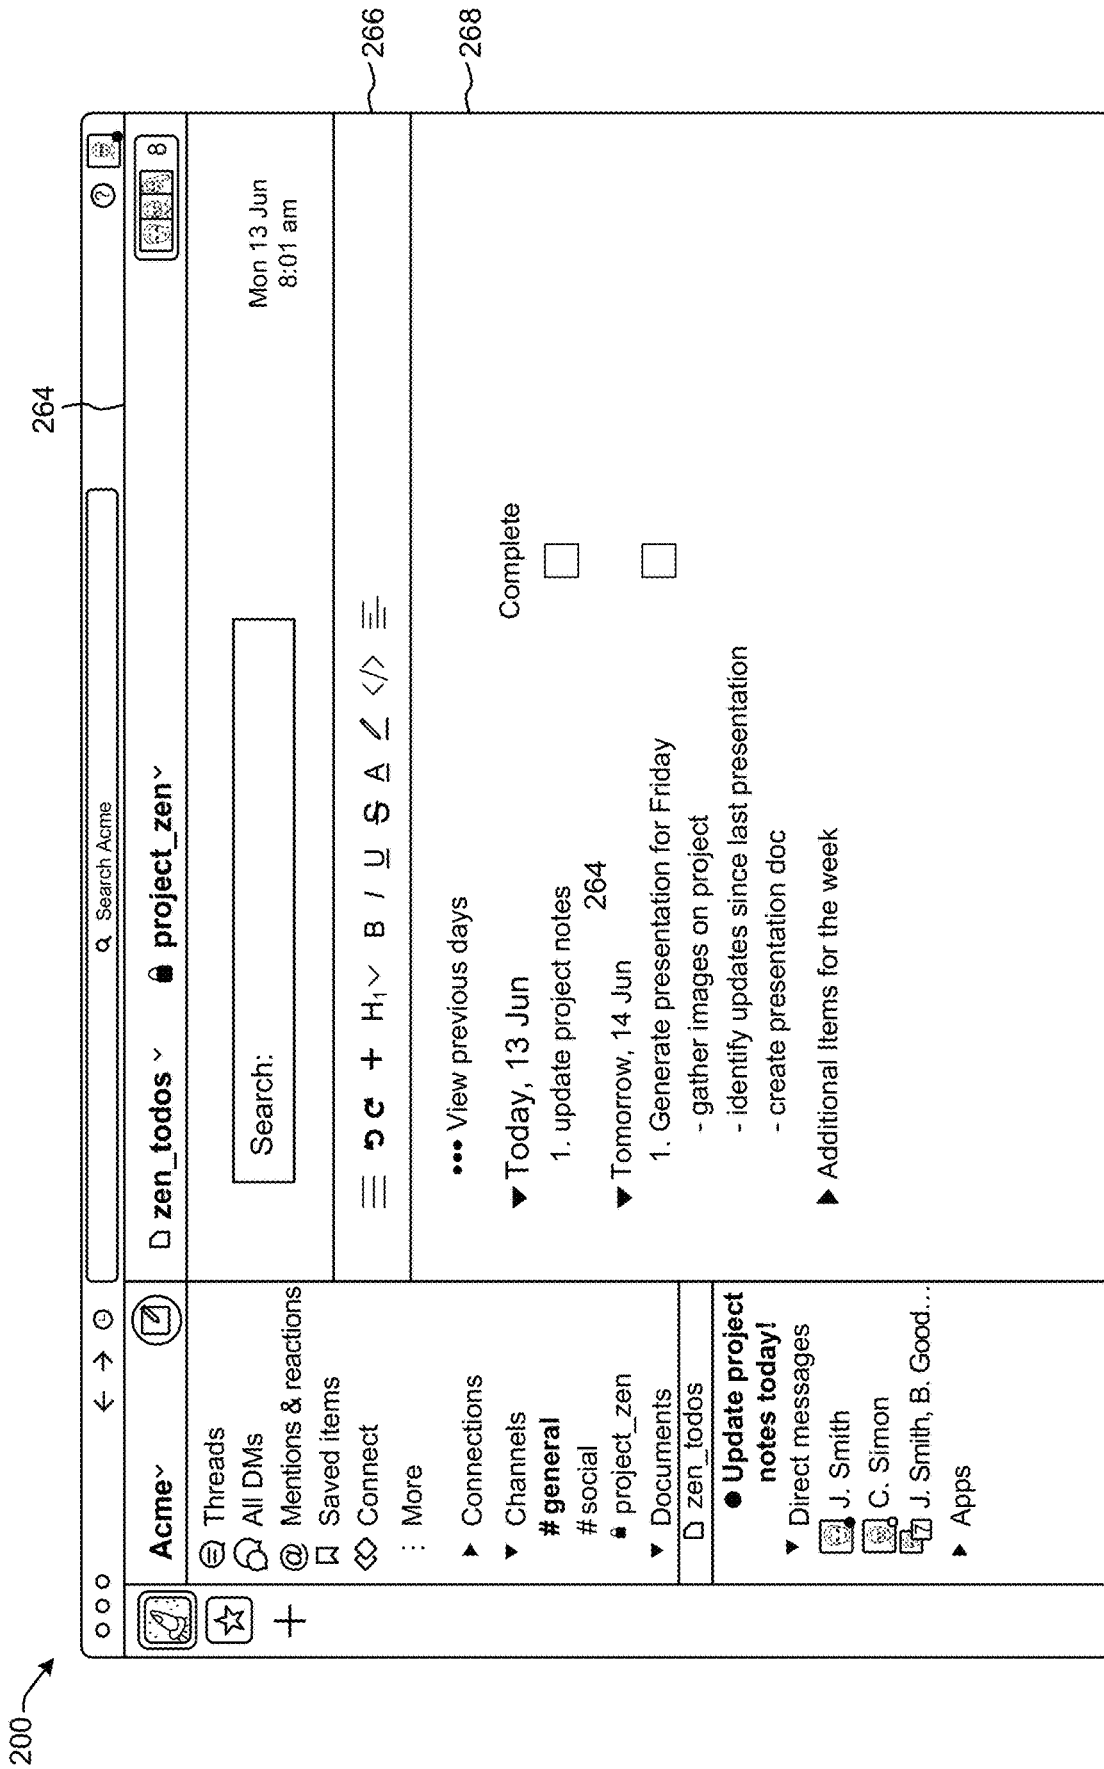 200
264
266
268
Search Acme
?
Acme
zen_todos project_zen
8
Threads
All DMs
@ Mentions & reactions
Saved items
Connect
More
Connections
Channels
# general
# social
project_zen
Documents
zen_todos
● Update project
notes today!
Direct messages
J. Smith
C. Simon
7 J. Smith, B. Good...
Apps
Search:
Mon 13 Jun
8:01 am
+ H1 B I U S A </>
••• View previous days
Complete
Today, 13 Jun
1. update project notes
264
Tomorrow, 14 Jun
1. Generate presentation for Friday
- gather images on project
- identify updates since last presentation
- create presentation doc
Additional Items for the week